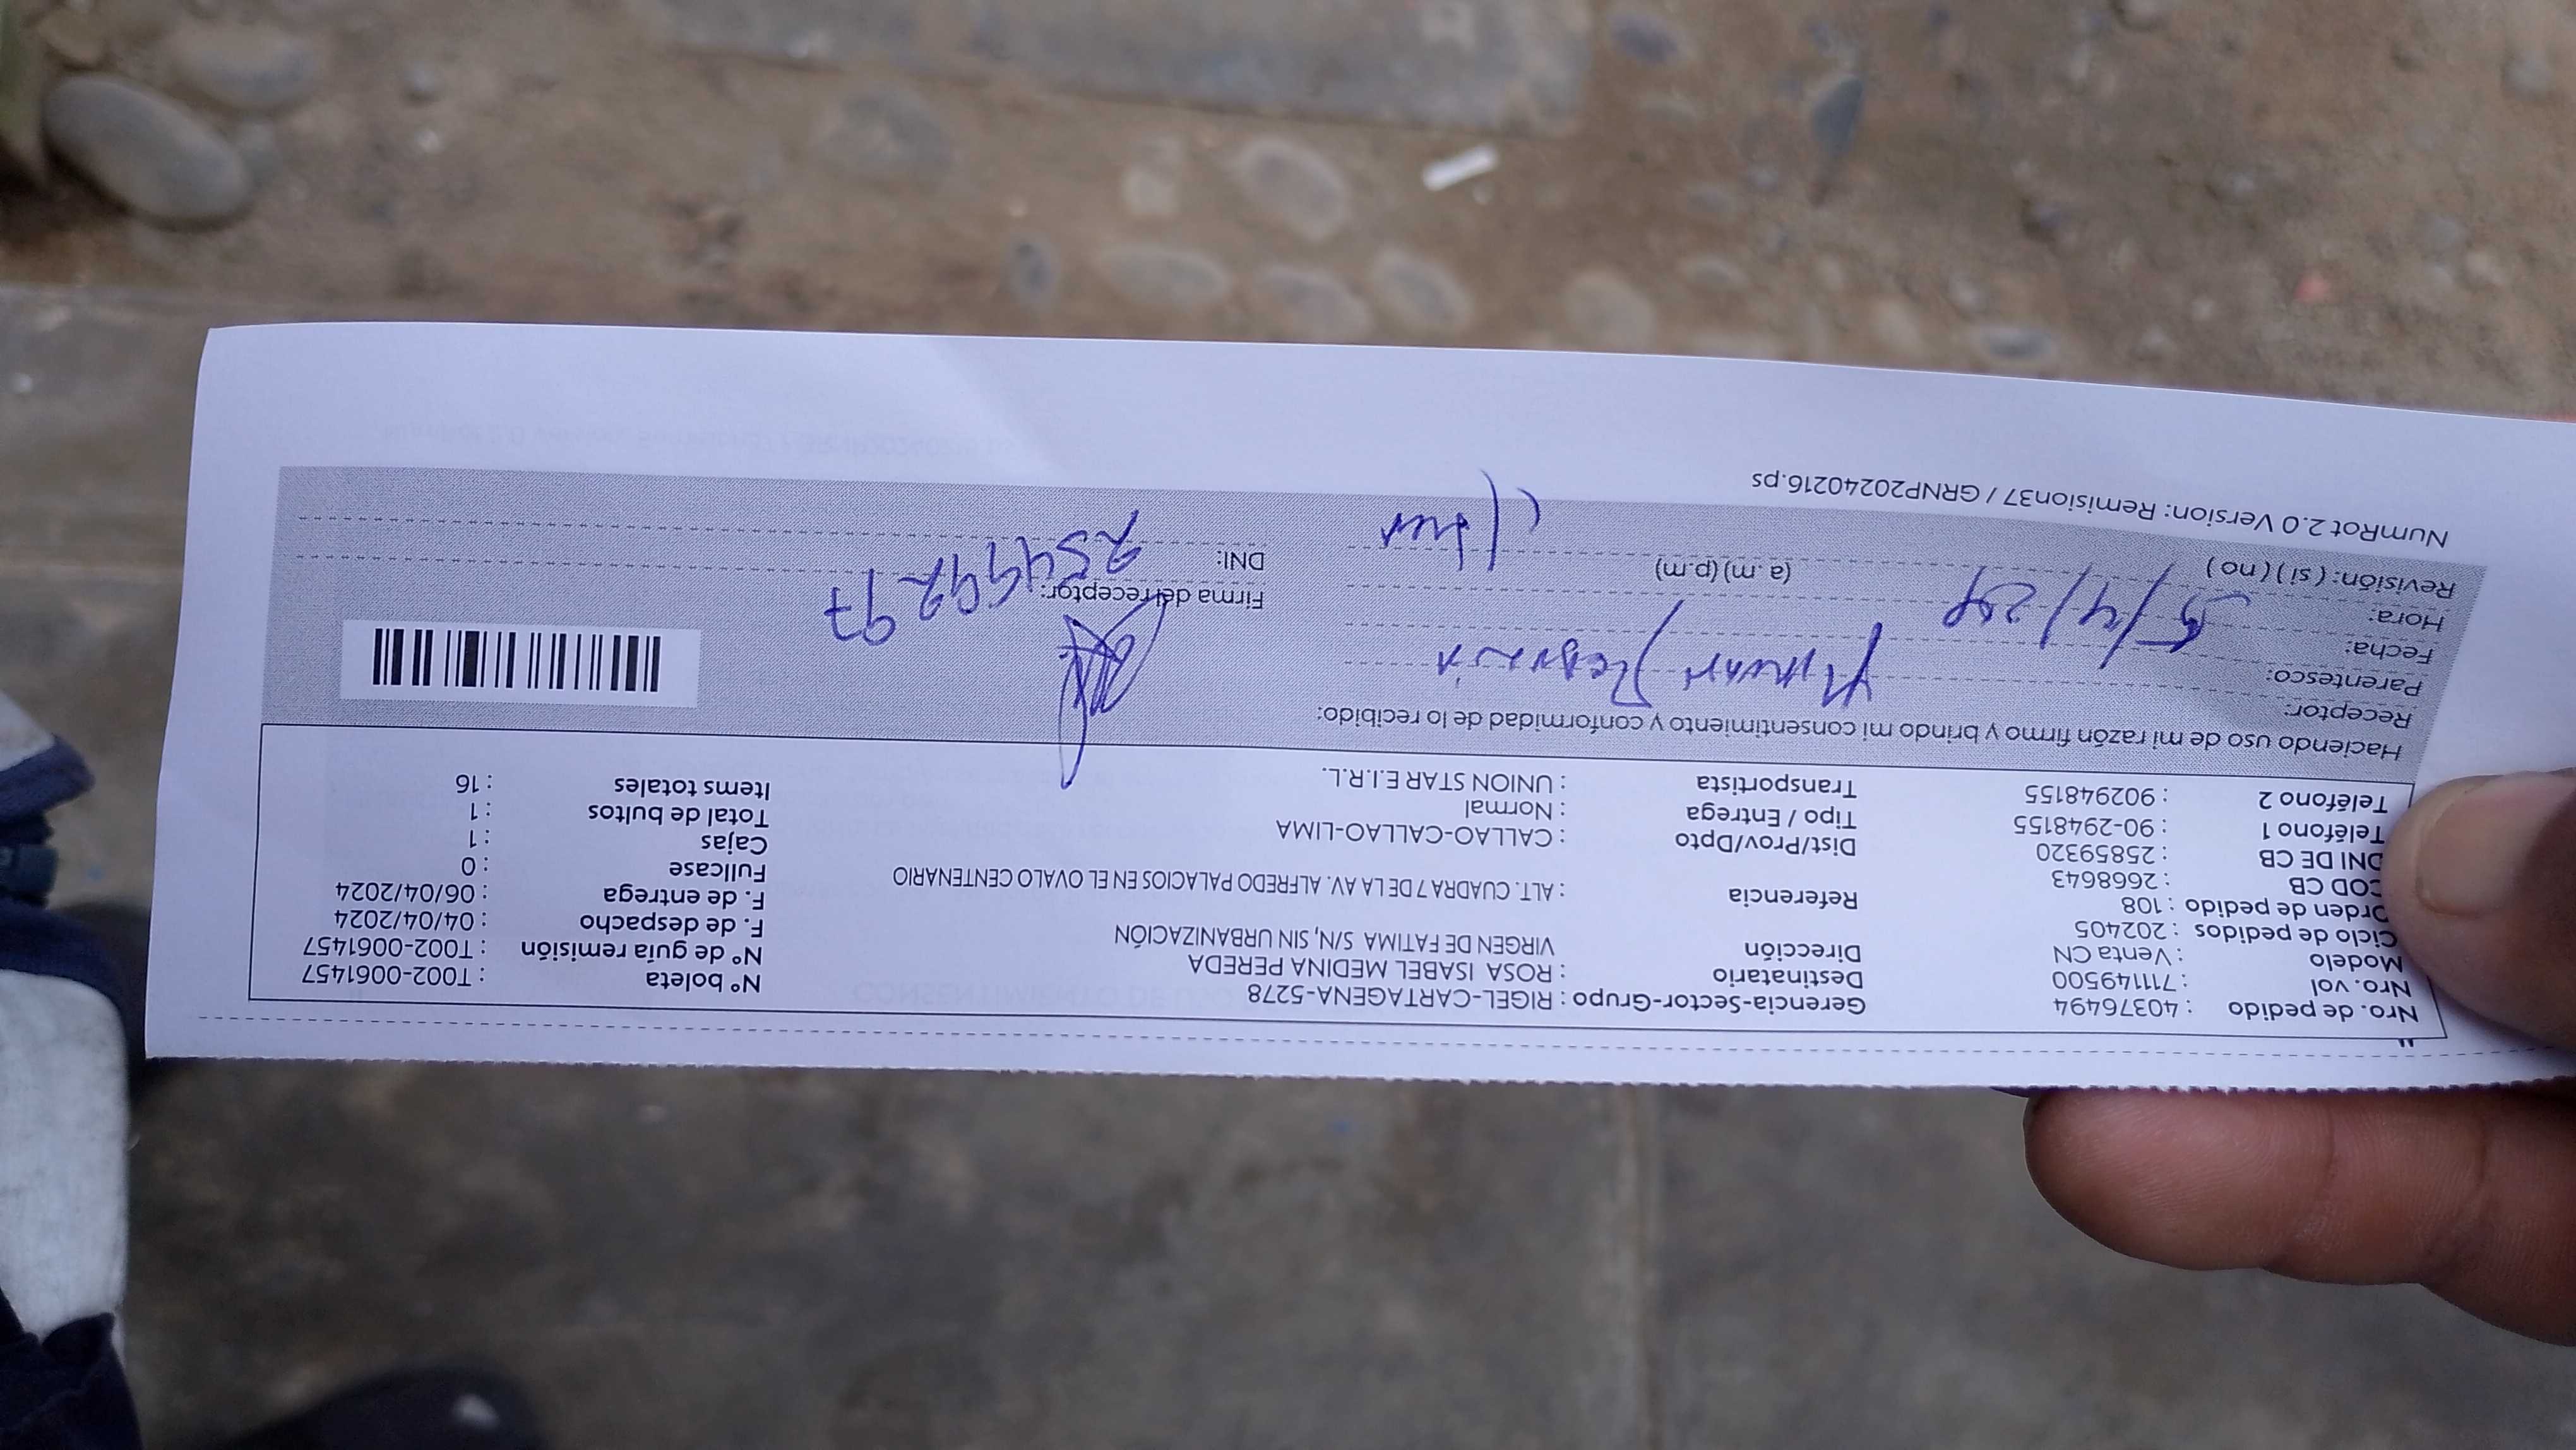 Nro. de pedido : 40376494
Nro. vol : 711149500
Modelo : Venta CN
Ciclo de pedidos : 202405
Orden de pedido : 108
COD CB : 2668643
DNI DE CB : 25859320
Teléfono 1 : 90-2948155
Teléfono 2 : 902948155
Gerencia-Sector-Grupo : RIGEL-CARTAGENA-5278
Destinatario : ROSA ISABEL MEDINA PEREDA
Dirección VIRGEN DE FATIMA S/N, SIN URBANIZACIÓN
Referencia : ALT. CUADRA 7 DE LA AV. ALFREDO PALACIOS EN EL OVALO CENTENARIO
Dist/Prov/Dpto : CALLAO-CALLAO-LIMA
Tipo / Entrega : Normal
Transportista : UNION STAR E.I.R.L.
N° boleta : T002-0061457
N° de guía remisión : T002-0061457
F. de despacho : 04/04/2024
F. de entrega : 06/04/2024
Fullcase : 0
Cajas : 1
Total de bultos : 1
Items totales : 16
Haciendo uso de mi razón firmo y brindo mi consentimiento y conformidad de lo recibido:
Receptor:
Parentesco:
Fecha:
Hora: (a.m) (p.m)
Revisión: ( si ) ( no )
Firma del receptor:
DNI:
NumRot 2.0 Version: Remision37 / GRNP20240216.ps